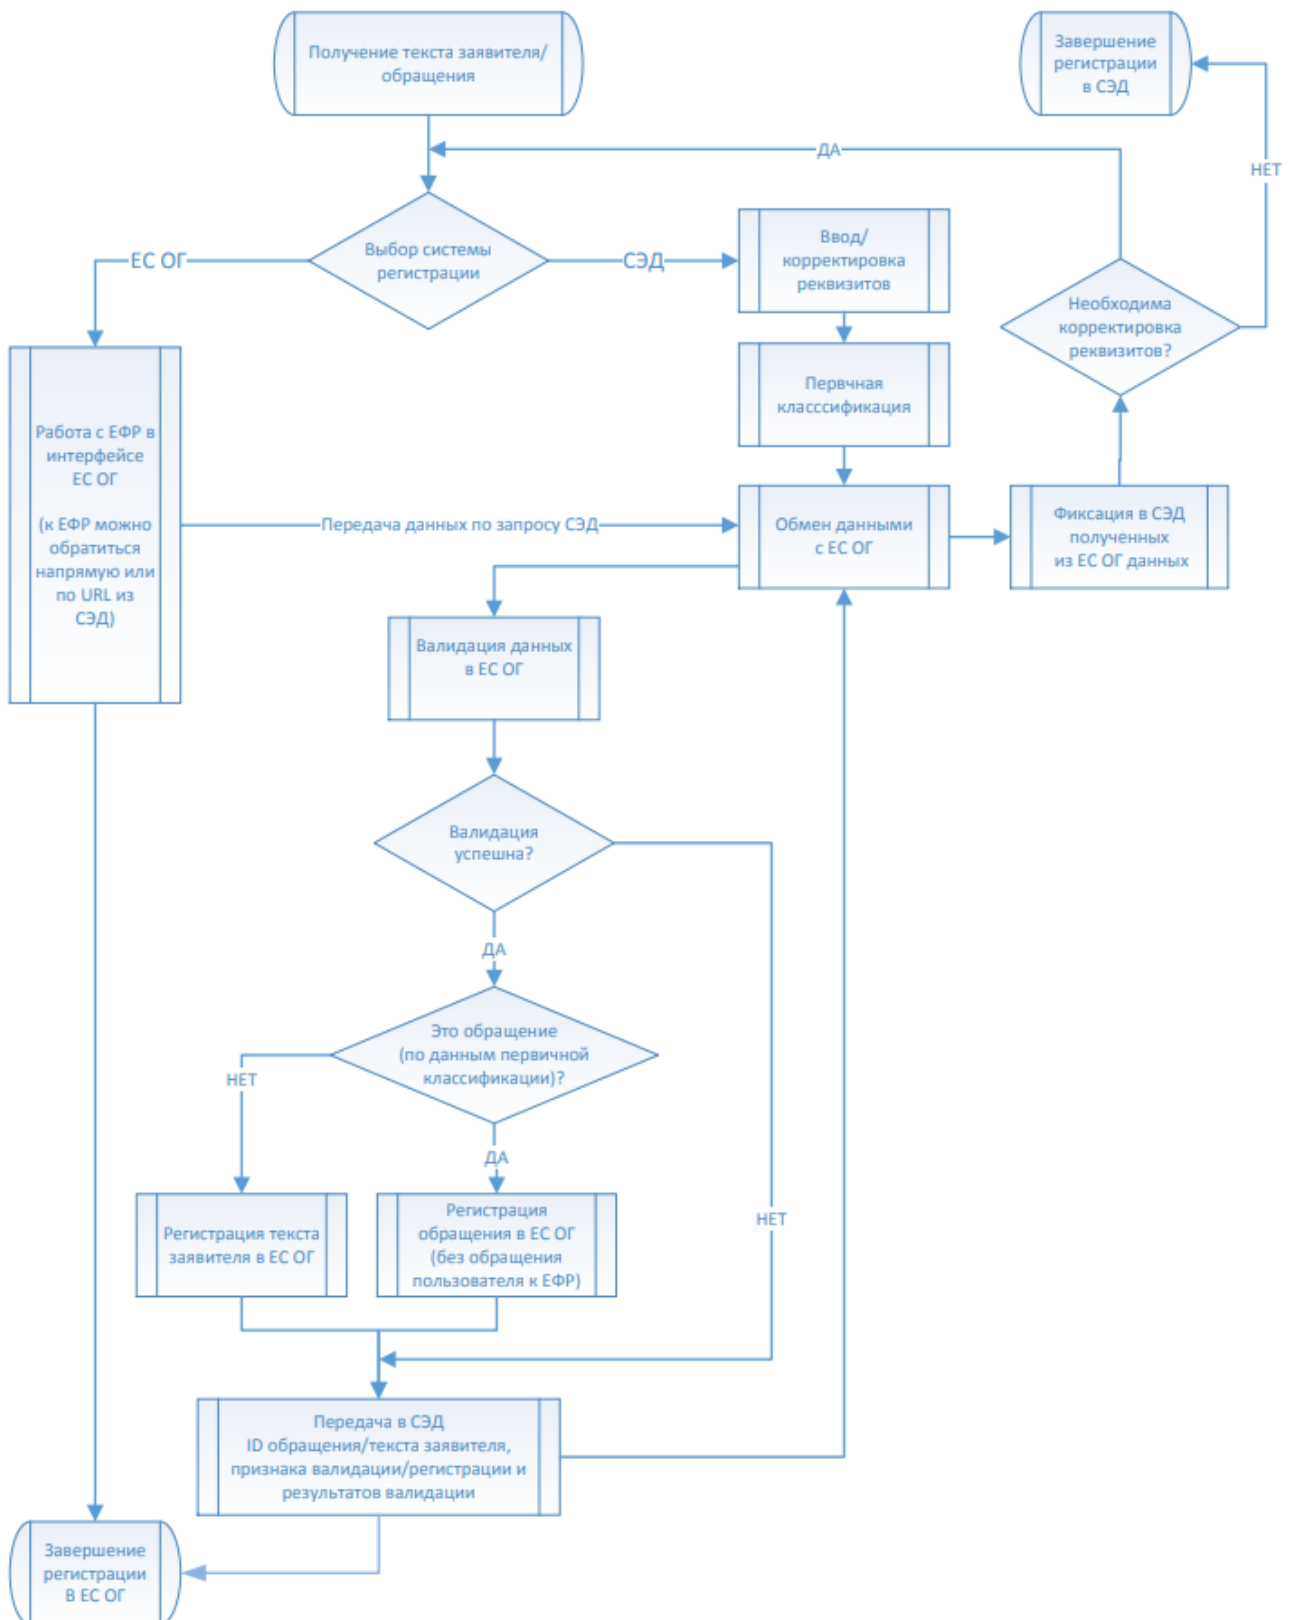 Получение текста заявителя/
обращения
Завершение
регистрации
в СЭД
ДА
НЕТ
Выбор системы
регистрации
ЕС ОГ
СЭД
Ввод/
корректировка
реквизитов
Необходима
корректировка
реквизитов?
Первчная
класссификация
Работа с ЕФР в
интерфейсе
ЕС ОГ
(к ЕФР можно
обратиться
напрямую или
по URL из
СЭД)
Передача данных по запросу СЭД
Обмен данными
с ЕС ОГ
Фиксация в СЭД
полученных
из ЕС ОГ данных
Валидация данных
в ЕС ОГ
Валидация
успешна?
ДА
Это обращение
(по данным первичной
классификации)?
НЕТ
ДА
НЕТ
Регистрация текста
заявителя в ЕС ОГ
Регистрация
обращения в ЕС ОГ
(без обращения
пользователя к ЕФР)
Передача в СЭД
ID обращения/текста заявителя,
признака валидации/регистрации и
результатов валидации
Завершение
регистрации
В ЕС ОГ